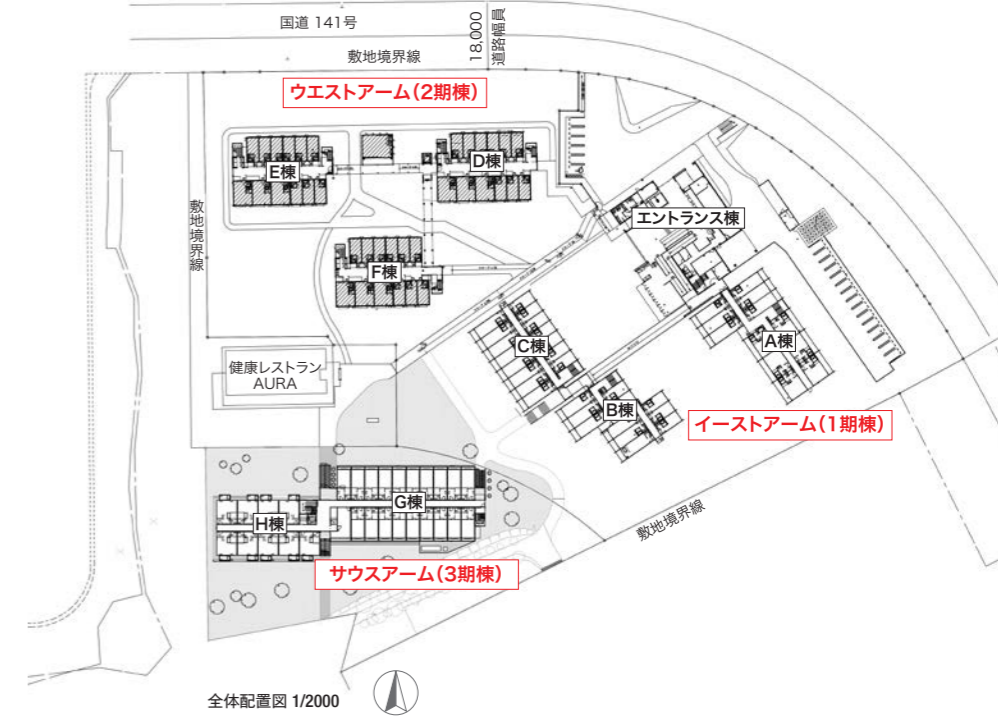 国道 141号
18,000
道路幅員
敷地境界線
ウエストアーム(2期棟)
E棟
D棟
敷地境界線
エントランス棟
F棟
C棟
A棟
健康レストラン
AURA
B棟
イーストアーム(1期棟)
G棟
H棟
敷地境界線
サウスアーム(3期棟)
全体配置図 1/2000